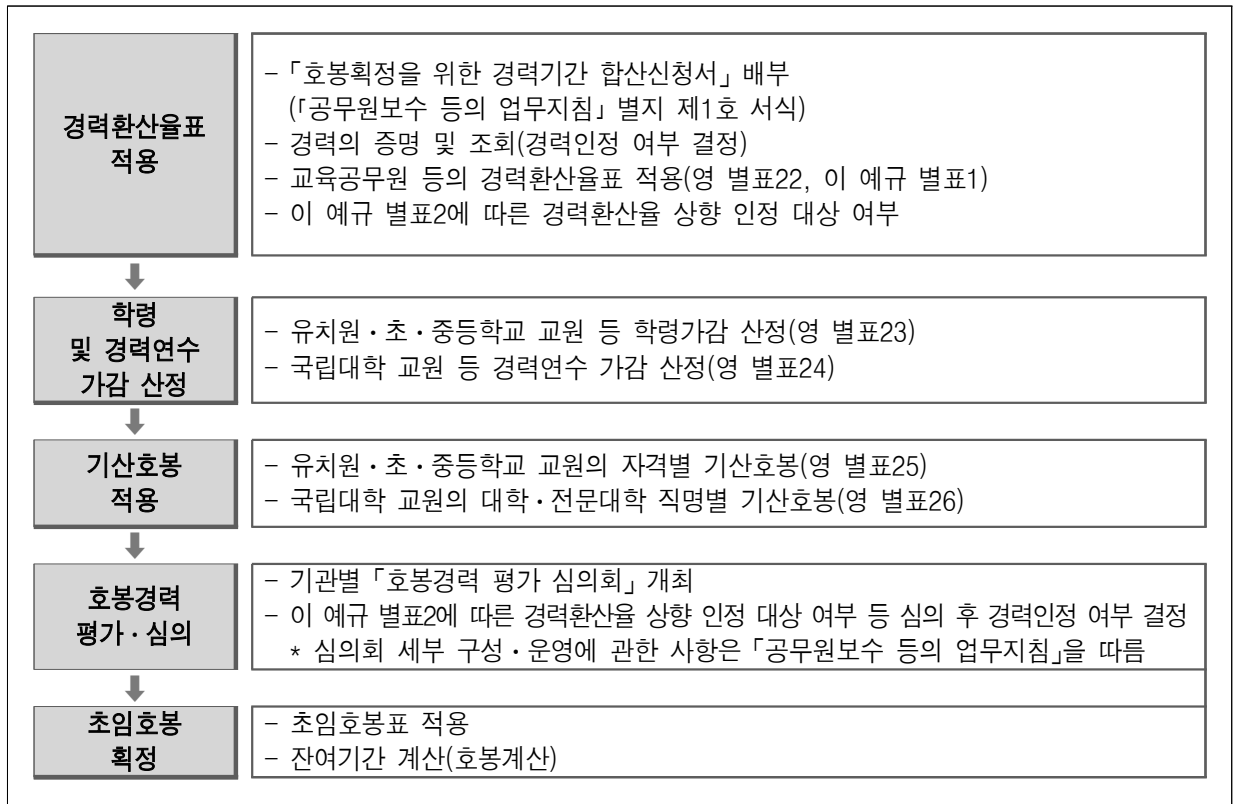 경력환산율표
적용
- 「호봉획정을 위한 경력기간 합산신청서」 배부
(「공무원보수 등의 업무지침」 별지 제1호 서식)
- 경력의 증명 및 조회(경력인정 여부 결정)
- 교육공무원 등의 경력환산율표 적용(영 별표22, 이 예규 별표1)
- 이 예규 별표2에 따른 경력환산율 상향 인정 대상 여부
학령
및 경력연수
가감 산정
- 유치원·초·중등학교 교원 등 학령가감 산정(영 별표23)
- 국립대학 교원 등 경력연수 가감 산정(영 별표24)
기산호봉
적용
- 유치원·초·중등학교 교원의 자격별 기산호봉(영 별표25)
- 국립대학 교원의 대학·전문대학 직명별 기산호봉(영 별표26)
호봉경력
평가·심의
- 기관별 「호봉경력 평가 심의회」 개최
- 이 예규 별표2에 따른 경력환산율 상향 인정 대상 여부 등 심의 후 경력인정 여부 결정
* 심의회 세부 구성·운영에 관한 사항은 「공무원보수 등의 업무지침」을 따름
초임호봉
획정
- 초임호봉표 적용
- 잔여기간 계산(호봉계산)